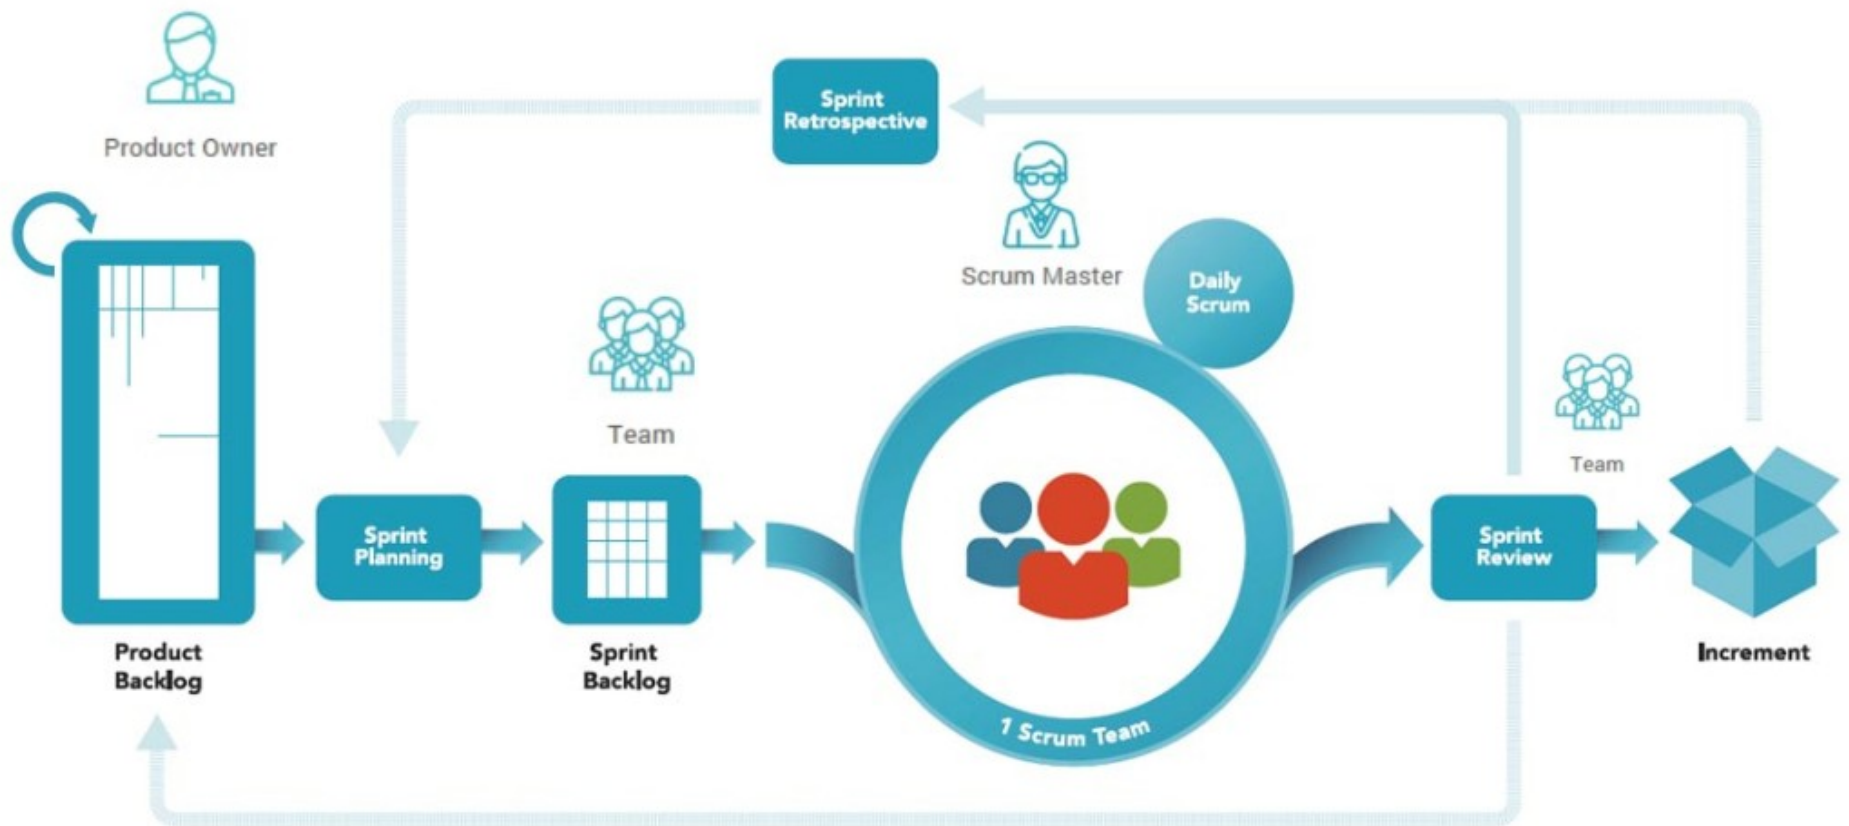 Product Owner
Sprint
Retrospective
Scrum Master
Daily
Scrum
Team
Team
Sprint
Planning
Sprint
Review
Product
Backlog
Sprint
Backlog
Increment
1 Scrum Team